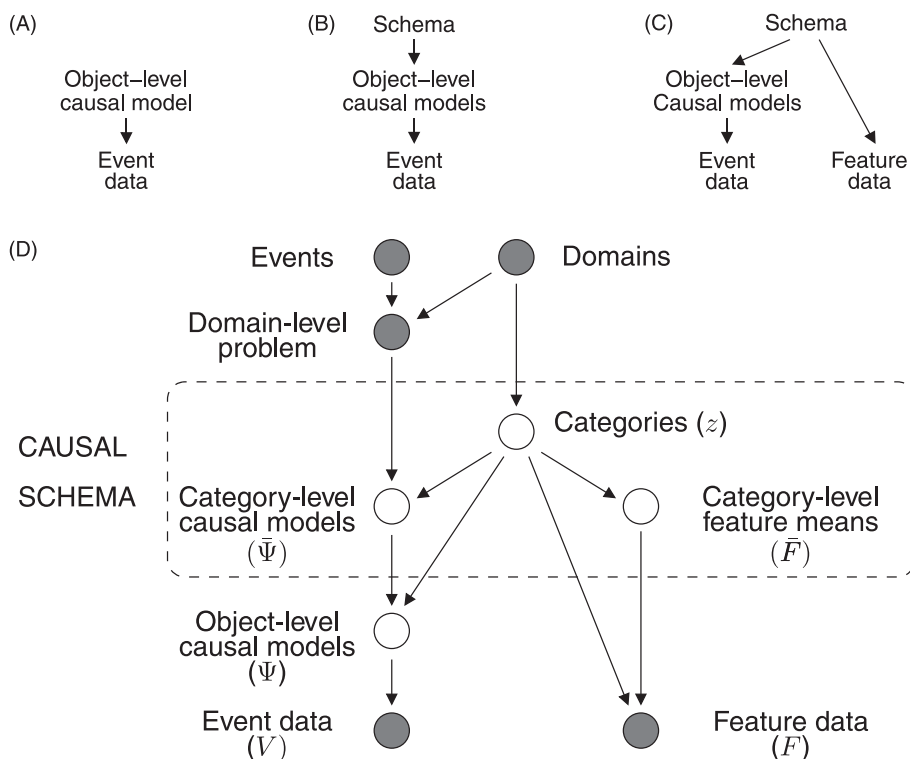 (A)
Object–level
causal model
Event
data
(B)
Schema
Object–level
causal models
Event
data
(C)
Schema
Object–level
Causal Models
Event
data
Feature
data
(D)
Events
Domains
Domain-level
problem
CAUSAL
SCHEMA
Categories (z)
Category-level
causal models
(Ψ̄)
Category-level
feature means
(F̄)
Object-level
causal models
(Ψ)
Event data
(V)
Feature data
(F)